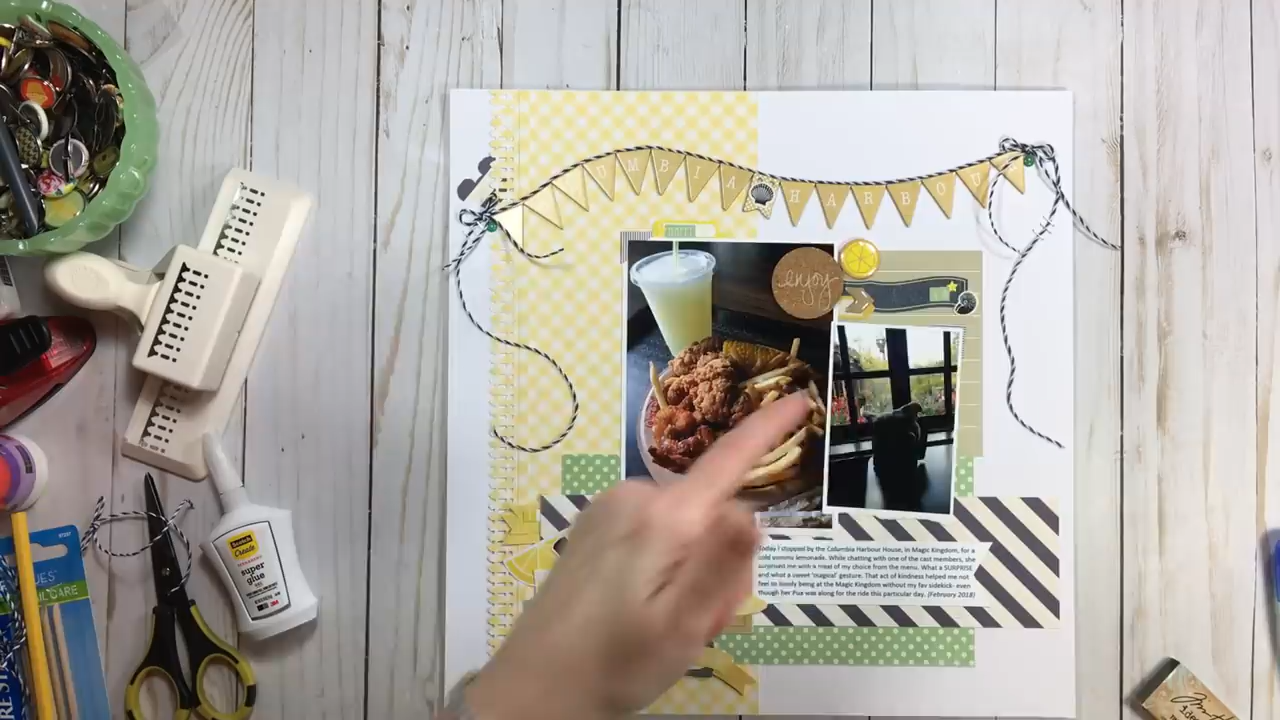 UMBIA HARBOU
HAPPY
enjoy
Today I stopped by the Columbia Harbour House, in Magic Kingdom, for a
cold yummy lemonade. While chatting with one of the cast members, she
surprised me with a meal of my choice from the menu. What a SURPRISE
and what a sweet 'magical' gesture. That act of kindness helped me not
feel so lonely being at the Magic Kingdom without my fav sidekick- even
though her Pua was along for the ride this particular day. (February 2018)
Scotch
Create
super
glue